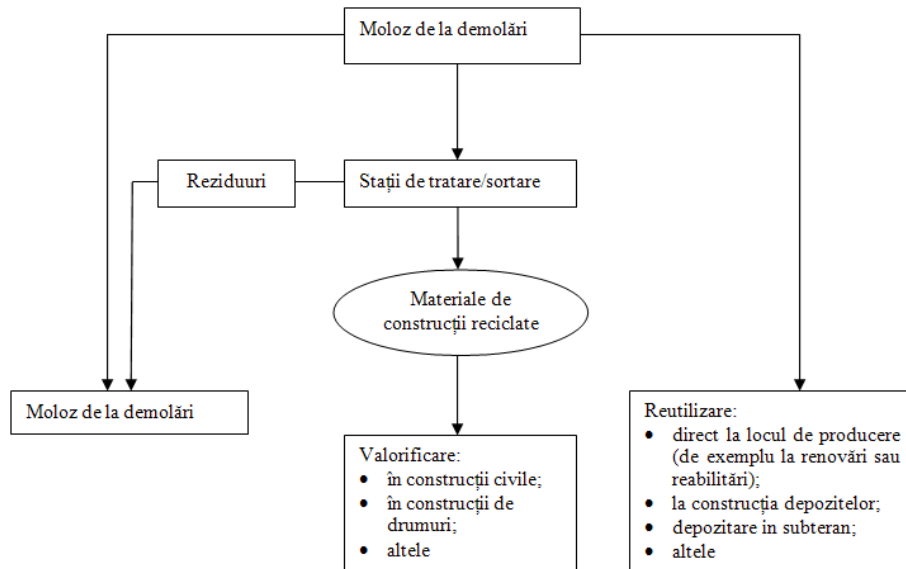 Moloz de la demolări
Reziduuri
Stații de tratare/sortare
Materiale de
construcții reciclate
Moloz de la demolări
Valorificare:
• în construcții civile;
• în construcții de
drumuri;
• altele
Reutilizare:
• direct la locul de producere
(de exemplu la renovări sau
reabilitări);
• la construcția depozitelor;
• depozitare in subteran;
• altele